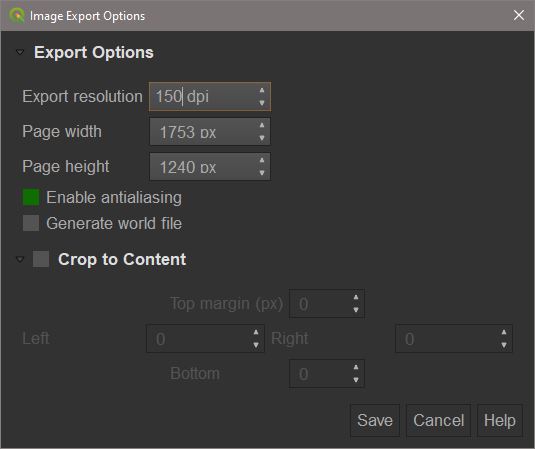 Image Export Options
Export Options
Export resolution 150 dpi
Page width 1753 px
Page height 1240 px
Enable antialiasing
Generate world file
Crop to Content
Top margin (px) 0
Left 0 Right 0
Bottom 0
Save Cancel Help